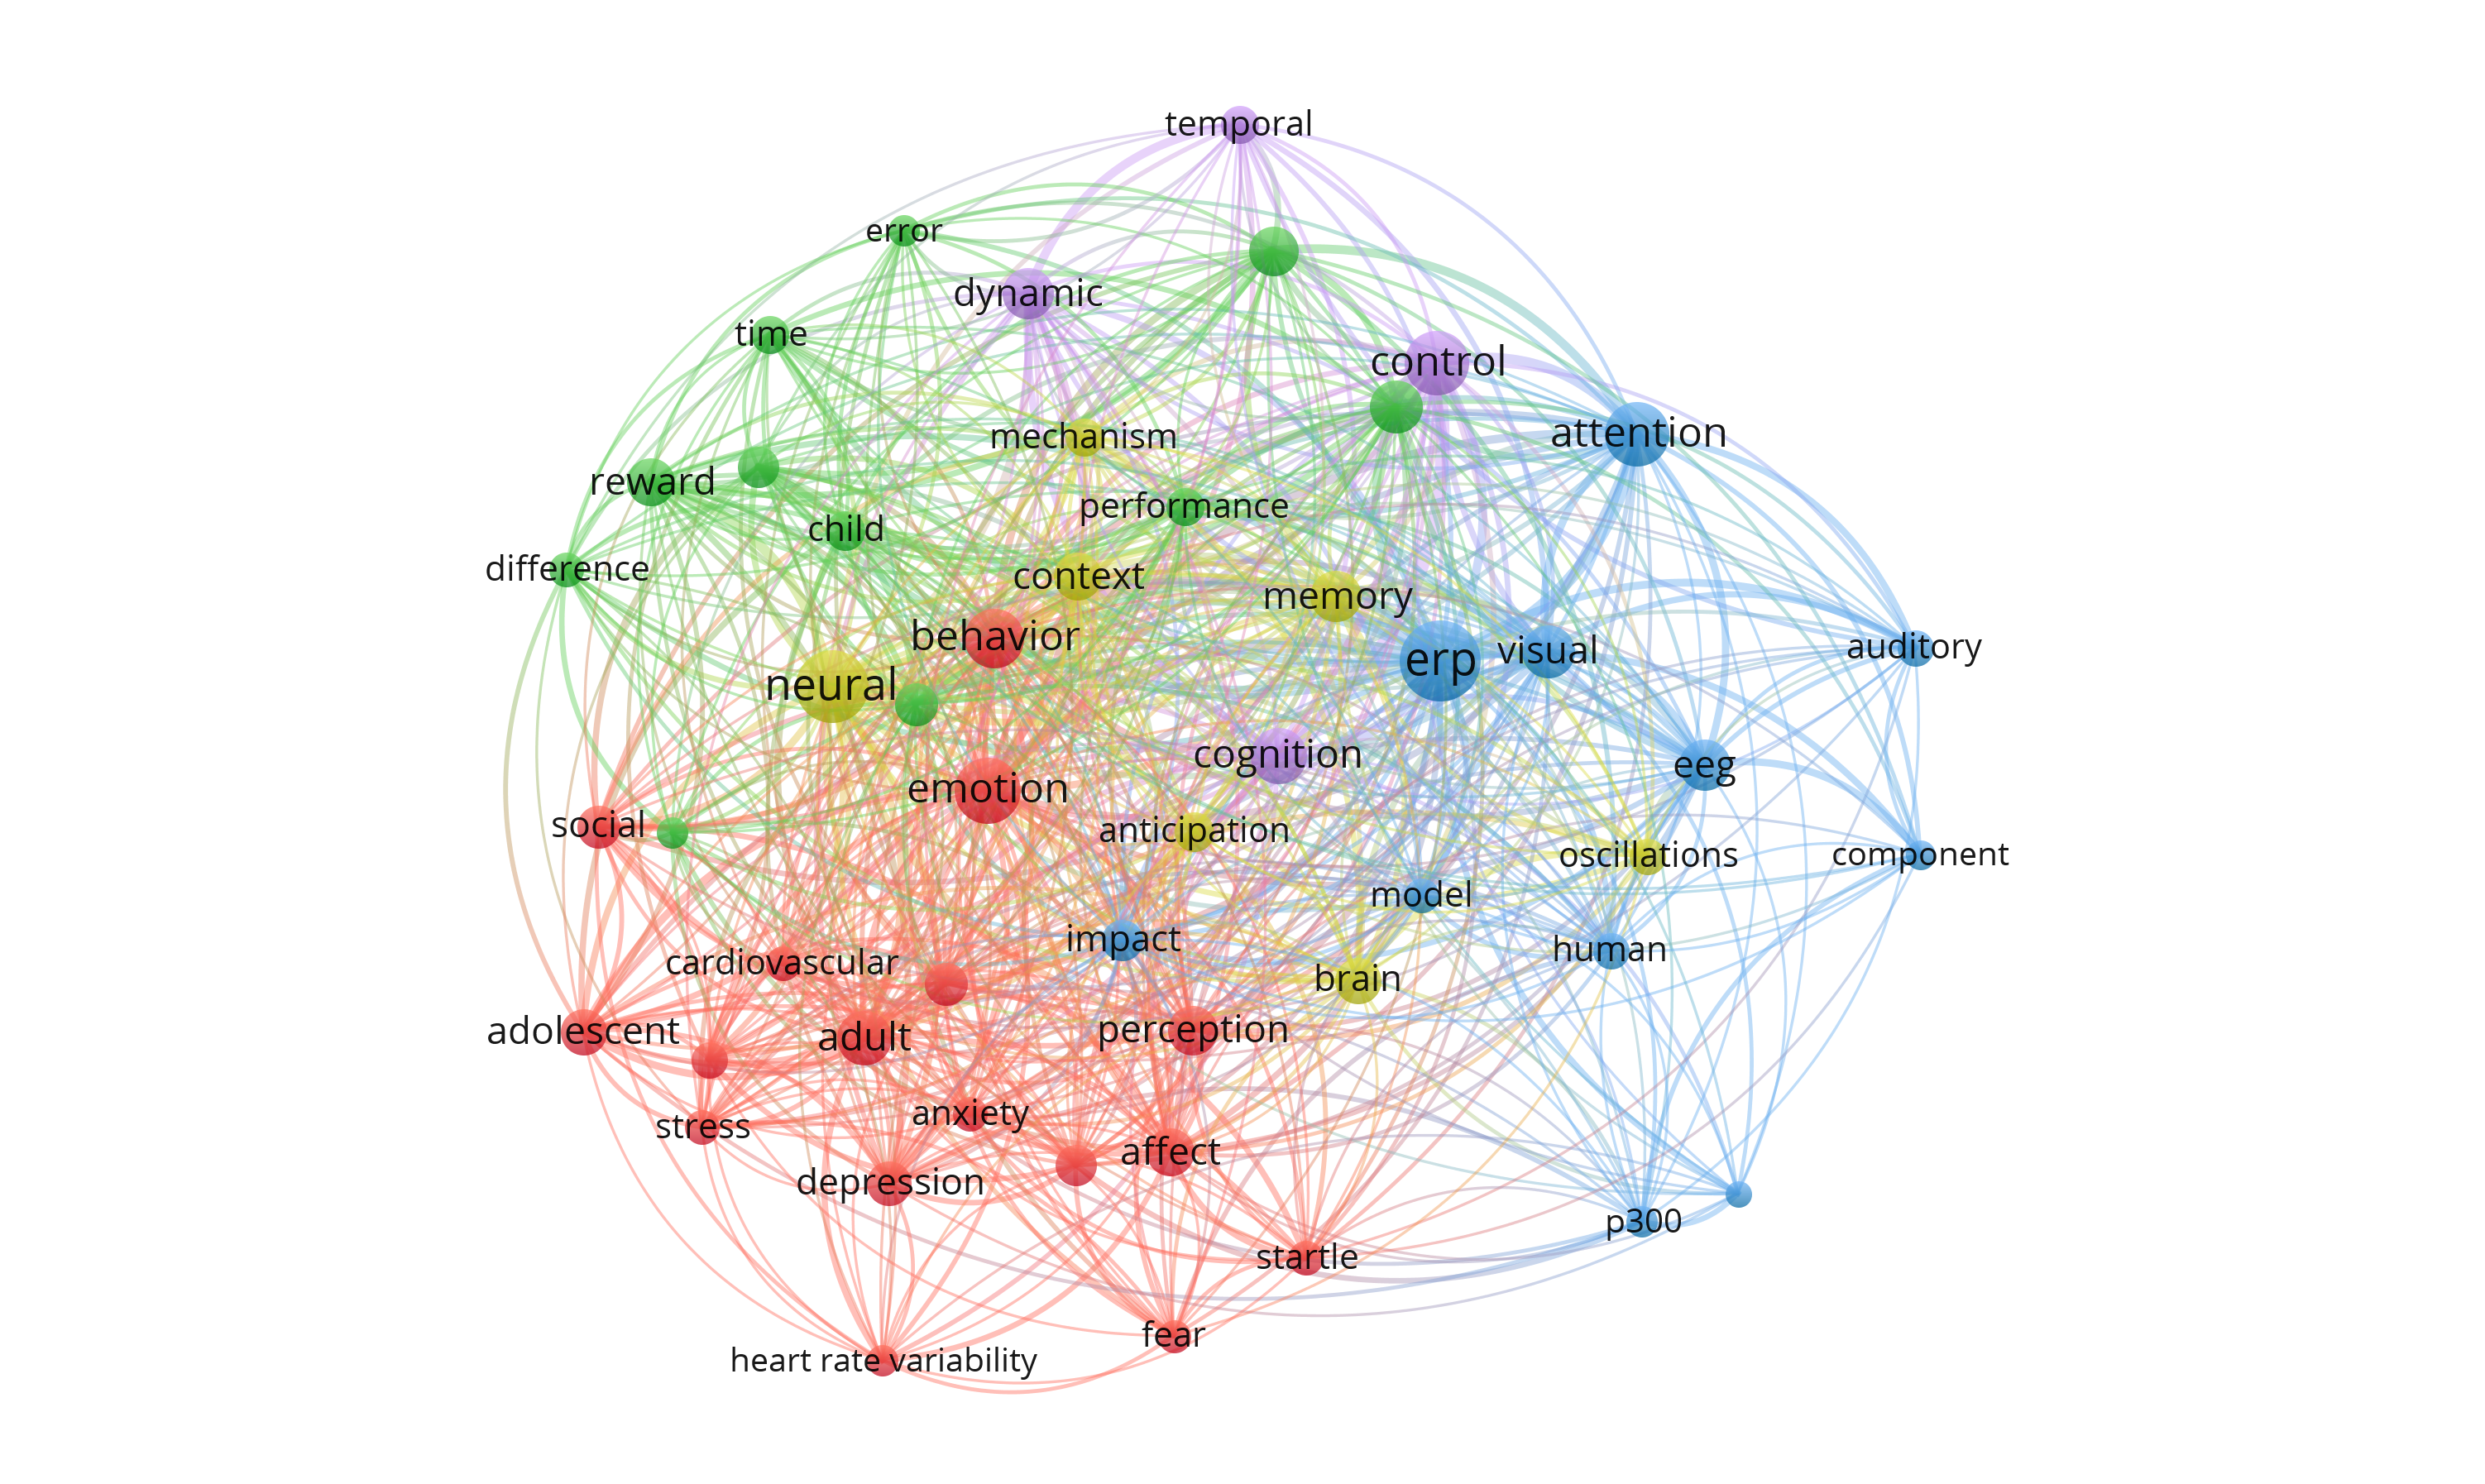 temporal
error
dynamic
time
control
attention
mechanism
reward
performance
child
difference
context
memory
behavior
auditory
visual
erp
neural
cognition
eeg
emotion
social
anticipation
oscillations
component
model
impact
human
cardiovascular
brain
adolescent
perception
adult
anxiety
stress
affect
depression
p300
startle
fear
heart rate variability